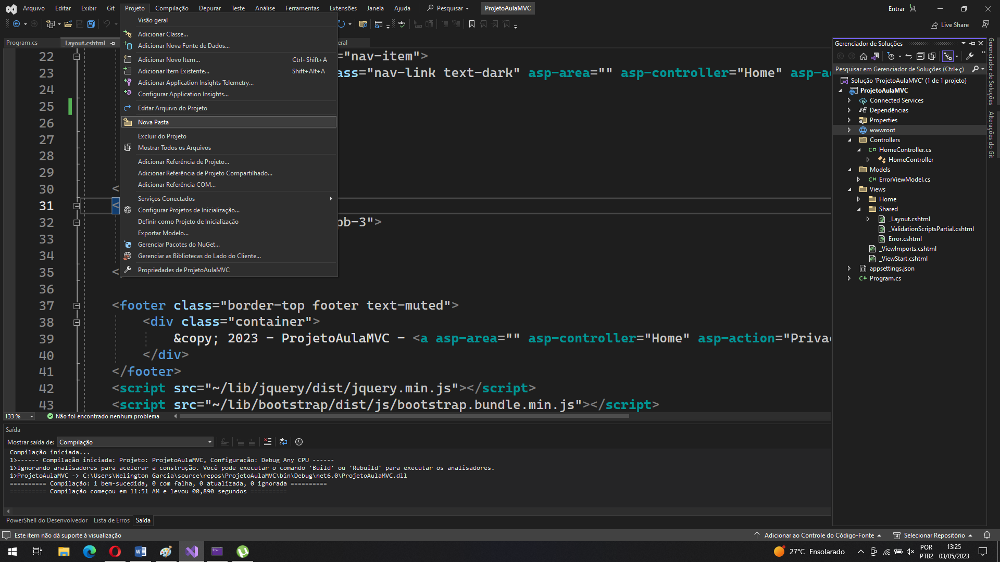 Arquivo Editar Exibir Git Projeto Compilação Depurar Teste Análise Ferramentas Extensões Janela Ajuda Pesquisar ProjetoAulaMVC Entrar
Live Share
Program.cs _Layout.cshtml eral
Visão geral
Adicionar Classe...
Adicionar Nova Fonte de Dados...
Adicionar Novo Item... Ctrl+Shift+A
Adicionar Item Existente... Shift+Alt+A
Adicionar Application Insights Telemetry...
Configurar Application Insights...
Editar Arquivo do Projeto
Nova Pasta
Excluir do Projeto
Mostrar Todos os Arquivos
Adicionar Referência de Projeto...
Adicionar Referência de Projeto Compartilhado...
Adicionar Referência COM...
Serviços Conectados
Configurar Projetos de Inicialização...
Definir como Projeto de Inicialização
Exportar Modelo...
Gerenciar Pacotes do NuGet...
Gerenciar as Bibliotecas do Lado do Cliente...
Propriedades de ProjetoAulaMVC
22 ="nav-item">
23 ass="nav-link text-dark" asp-area="" asp-controller="Home" asp-a
24
25
26
27
28
29
30 <
31 <
32 pb-3">
33
34
35 <
36
37 <footer class="border-top footer text-muted">
38 <div class="container">
39 &copy; 2023 - ProjetoAulaMVC - <a asp-area="" asp-controller="Home" asp-action="Priva
40 </div>
41 </footer>
42 <script src="~/lib/jquery/dist/jquery.min.js"></script>
43 <script src="~/lib/bootstrap/dist/js/bootstrap.bundle.min.js"></script>
133 % Não foi encontrado nenhum problema
Saída
Mostrar saída de: Compilação
Compilação iniciada...
1>------ Compilação iniciada: Projeto: ProjetoAulaMVC, Configuração: Debug Any CPU ------
1>Ignorando analisadores para acelerar a construção. Você pode executar o comando 'Build' ou 'Rebuild' para executar os analisadores.
1>ProjetoAulaMVC -> C:\Users\Welington Garcia\source\repos\ProjetoAulaMVC\bin\Debug\net6.0\ProjetoAulaMVC.dll
========== Compilação: 1 bem-sucedida, 0 com falha, 0 atualizada, 0 ignorada ==========
========== Compilação começou em 11:51 AM e levou 00,890 segundos ==========
PowerShell do Desenvolvedor Lista de Erros Saída
Gerenciador de Soluções
Pesquisar em Gerenciador de Soluções (Ctrl+ç)
Solução 'ProjetoAulaMVC' (1 de 1 projeto)
ProjetoAulaMVC
Connected Services
Dependências
Properties
wwwroot
Controllers
C# HomeController.cs
HomeController
Models
C# ErrorViewModel.cs
Views
Home
Shared
_Layout.cshtml
_ValidationScriptsPartial.cshtml
Error.cshtml
_ViewImports.cshtml
_ViewStart.cshtml
appsettings.json
C# Program.cs
Gerenciador de Soluções
Alterações do Git
Este item não dá suporte à visualização Adicionar ao Controle do Código-Fonte Selecionar Repositório
27°C Ensolarado POR 13:25
PTB2 03/05/2023